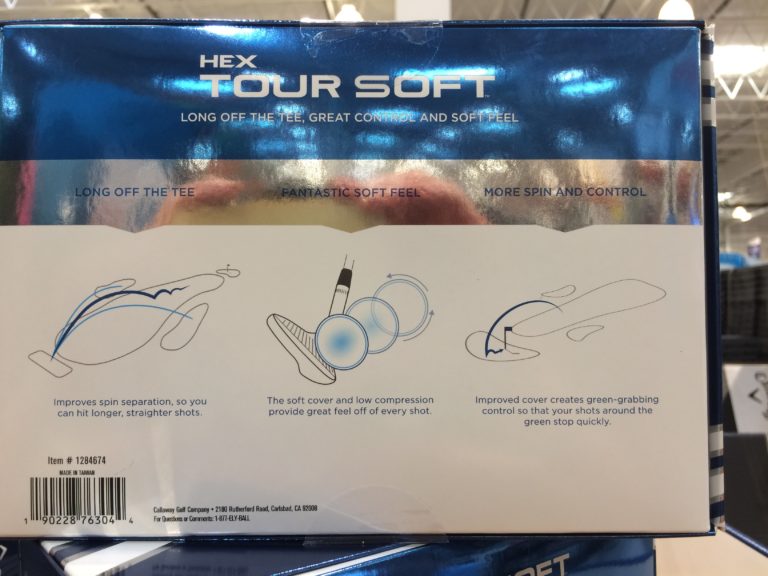 HEX
TOUR SOFT
LONG OFF THE TEE, GREAT CONTROL AND SOFT FEEL
LONG OFF THE TEE
FANTASTIC SOFT FEEL
MORE SPIN AND CONTROL
Improves spin separation, so you
can hit longer, straighter shots.
The soft cover and low compression
provide great feel off of every shot.
Improved cover creates green-grabbing
control so that your shots around the
green stop quickly.
Item # 1284674
MADE IN TAIWAN
1 90228 76304 4
Callaway Golf Company • 2180 Rutherford Road, Carlsbad, CA 92008
For Questions or Comments: 1-877-ELY-BALL